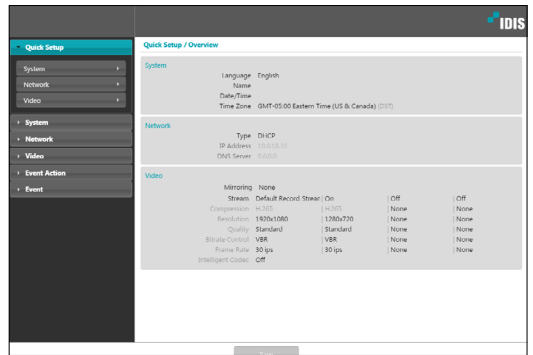 IDIS
Quick Setup
System
Network
Video
System
Network
Video
Event Action
Event
Quick Setup / Overview
System
Language English
Name
Date/Time
Time Zone GMT-05:00 Eastern Time (US & Canada) (DST)
Network
Type DHCP
IP Address
DNS Server 0.0.0.0
Video
Mirroring None
Stream Default Record Strear | On | Off | Off
Compression H.265 | H.265 | None | None
Resolution 1920x1080 | 1280x720 | None | None
Quality Standard | Standard | None | None
Bitrate Control VBR | VBR | None | None
Frame Rate 30 ips | 30 ips | None | None
Intelligent Codec Off